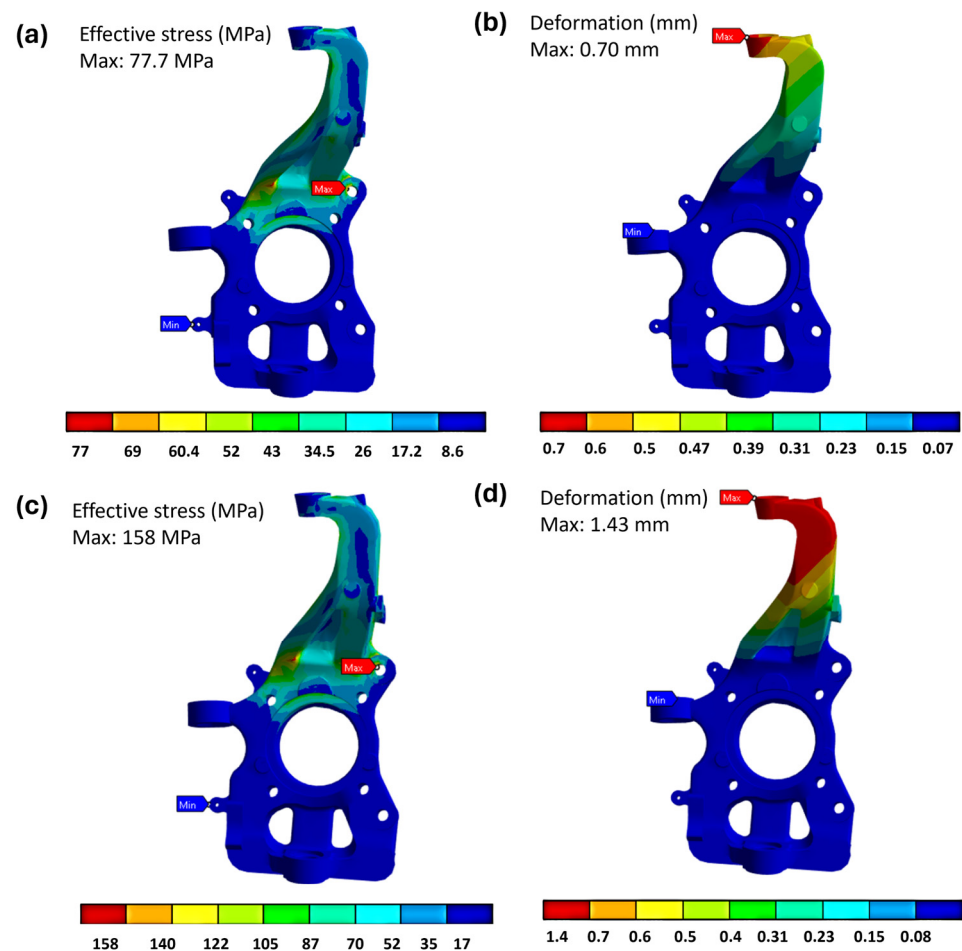 (a)
Effective stress (MPa)
Max: 77.7 MPa
Max
Min
77 69 60.4 52 43 34.5 26 17.2 8.6
(b)
Deformation (mm)
Max: 0.70 mm
Max
Min
0.7 0.6 0.5 0.47 0.39 0.31 0.23 0.15 0.07
(c)
Effective stress (MPa)
Max: 158 MPa
Max
Min
158 140 122 105 87 70 52 35 17
(d)
Deformation (mm)
Max: 1.43 mm
Max
Min
1.4 0.7 0.6 0.5 0.4 0.31 0.23 0.15 0.08